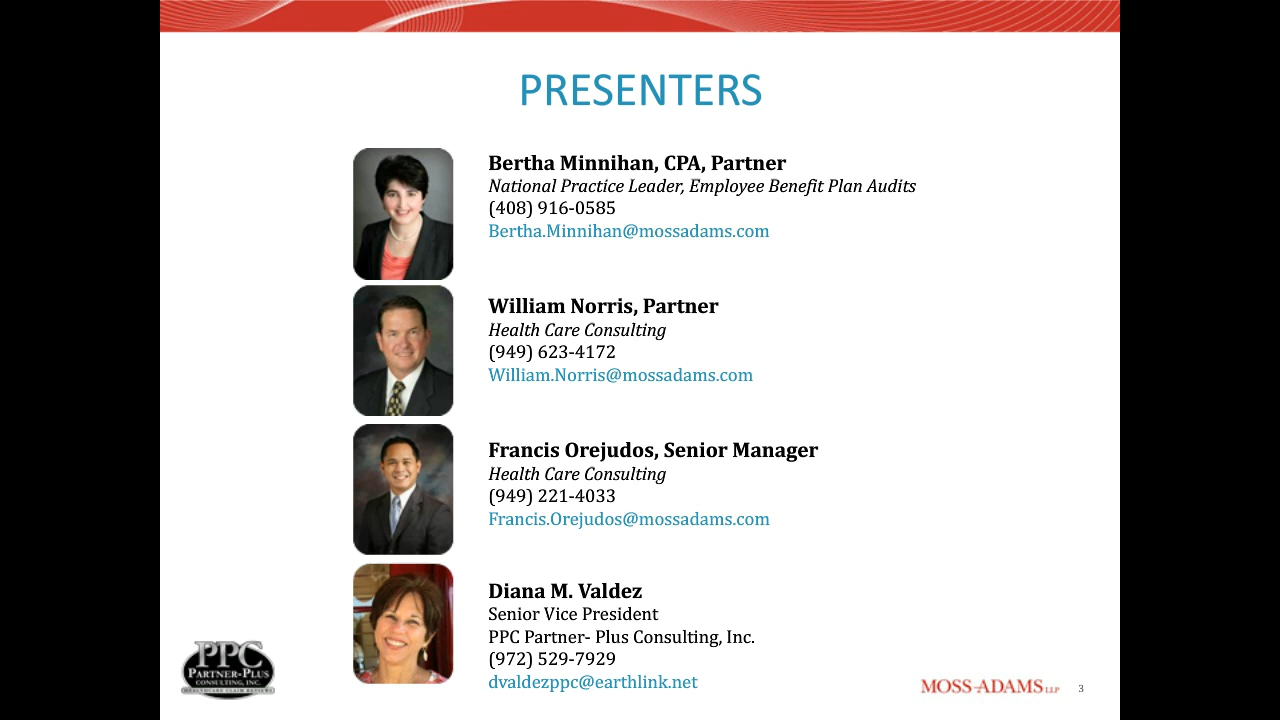 PRESENTERS
Bertha Minnihan, CPA, Partner
National Practice Leader, Employee Benefit Plan Audits
(408) 916-0585
Bertha.Minnihan@mossadams.com
William Norris, Partner
Health Care Consulting
(949) 623-4172
William.Norris@mossadams.com
Francis Orejudos, Senior Manager
Health Care Consulting
(949) 221-4033
Francis.Orejudos@mossadams.com
Diana M. Valdez
Senior Vice President
PPC Partner- Plus Consulting, Inc.
(972) 529-7929
dvaldezppc@earthlink.net
PPC
PARTNER-PLUS
CONSULTING, INC.
HEALTHCARE CLAIM REVIEWS
MOSS-ADAMS LLP
3